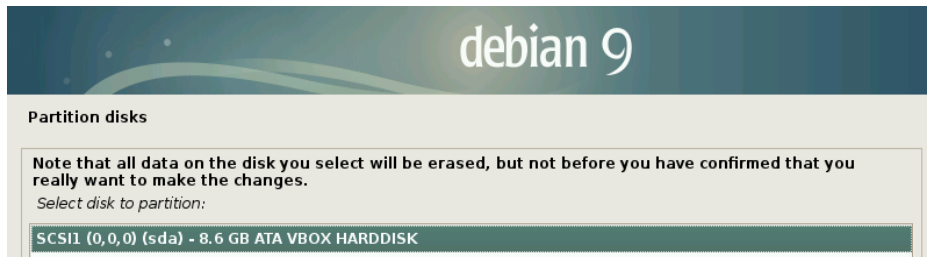 debian 9
Partition disks
Note that all data on the disk you select will be erased, but not before you have confirmed that you
really want to make the changes.
Select disk to partition:
SCSI1 (0,0,0) (sda) - 8.6 GB ATA VBOX HARDDISK